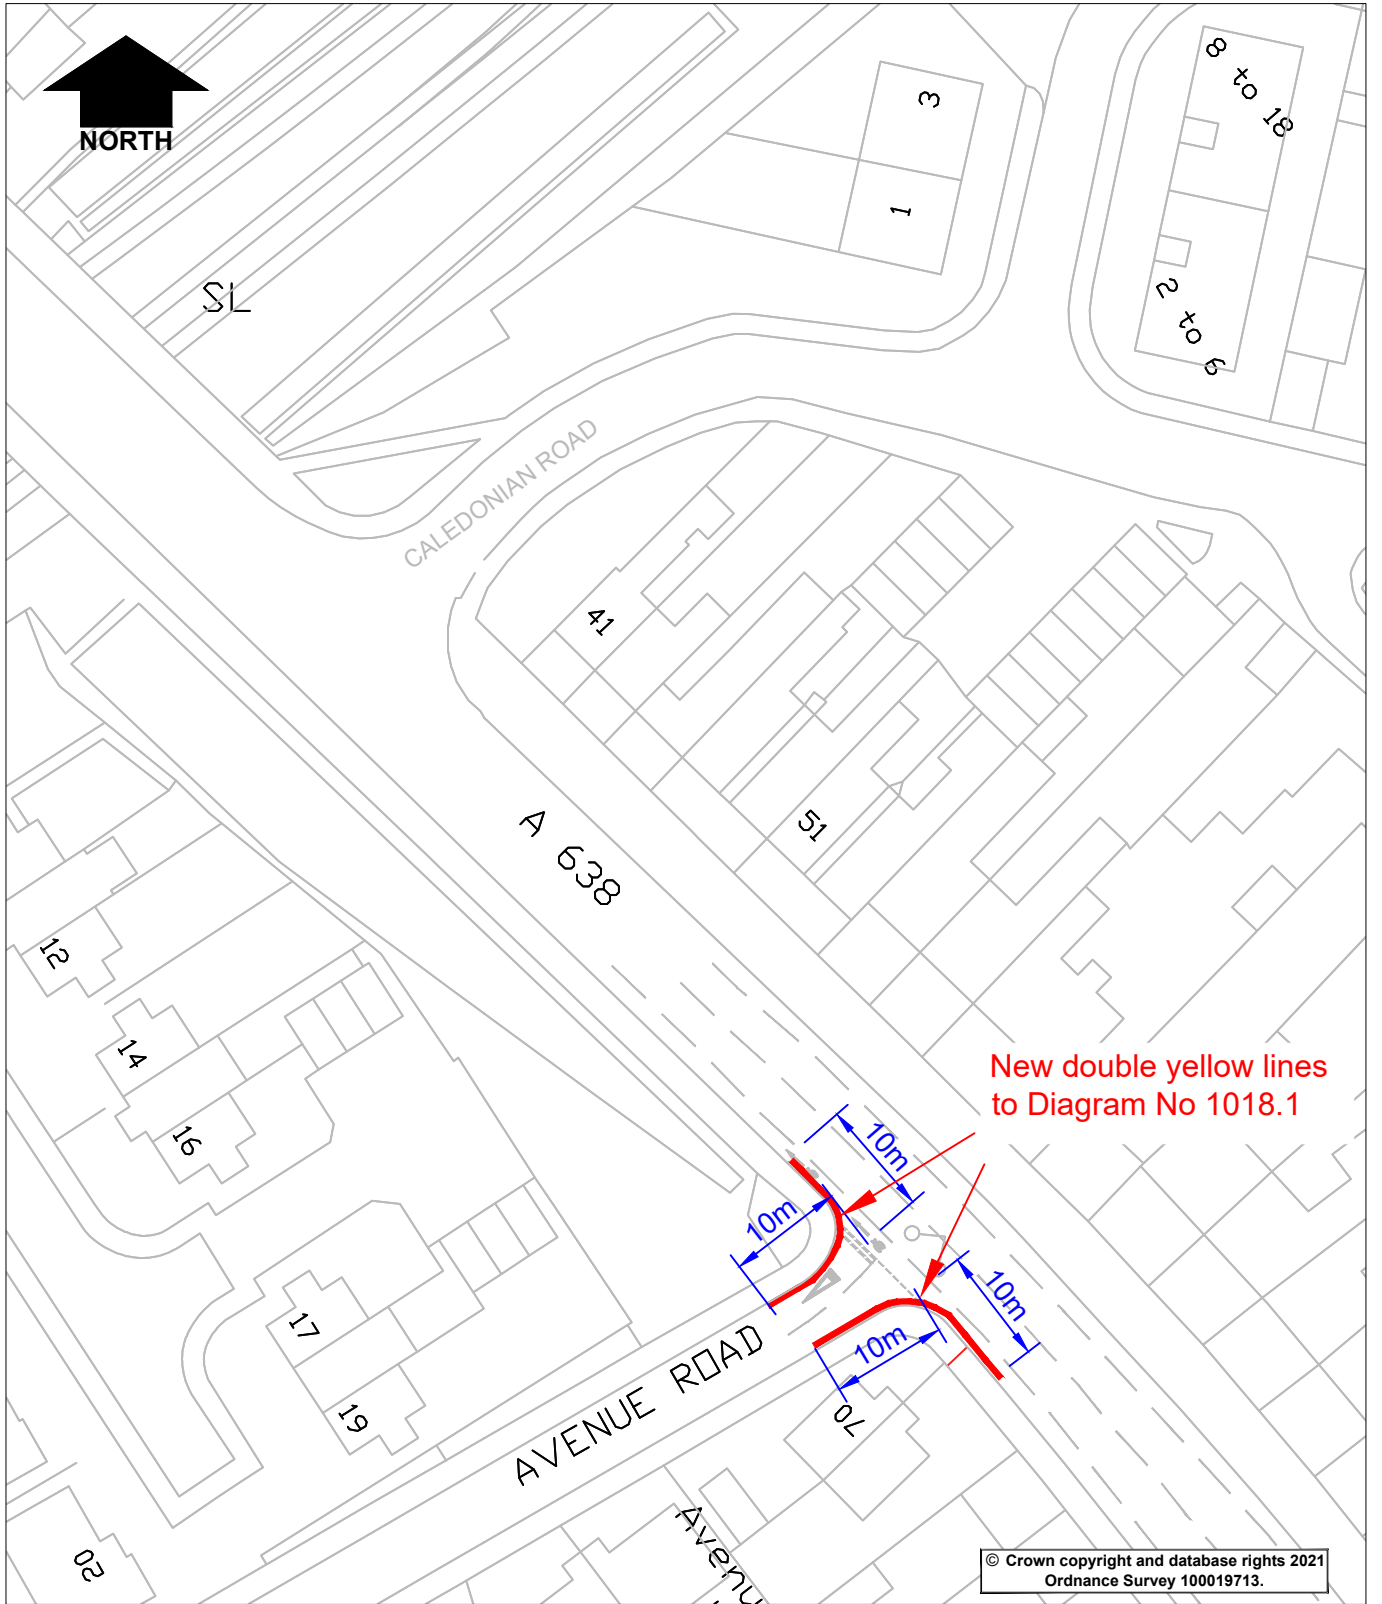 NORTH
3
8 to 18
1
SL
2 to 6
CALEDONIAN ROAD
41
51
A 638
12
14
16
New double yellow lines
to Diagram No 1018.1
10m
10m
10m
10m
17
19
AVENUE ROAD
70
20
© Crown copyright and database rights 2021
Ordnance Survey 100019713.